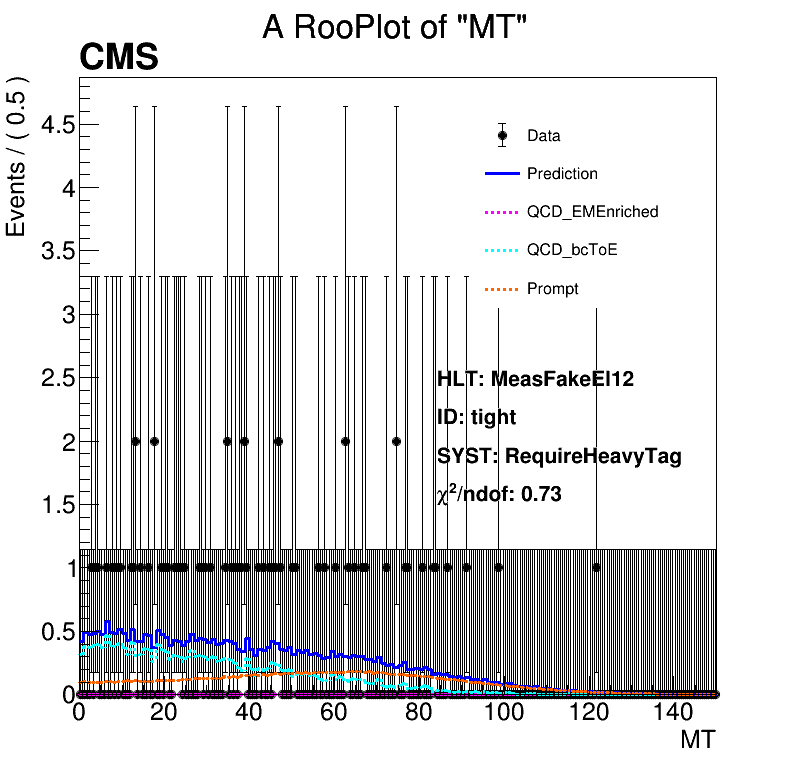 A RooPlot of "MT"
CMS
Events / ( 0.5 )
4.5
4
3.5
3
2.5
2
1.5
1
0.5
0
Data
Prediction
QCD_EMEnriched
QCD_bcToE
Prompt
HLT: MeasFakeEl12
ID: tight
SYST: RequireHeavyTag
χ²/ndof: 0.73
0 20 40 60 80 100 120 140
MT